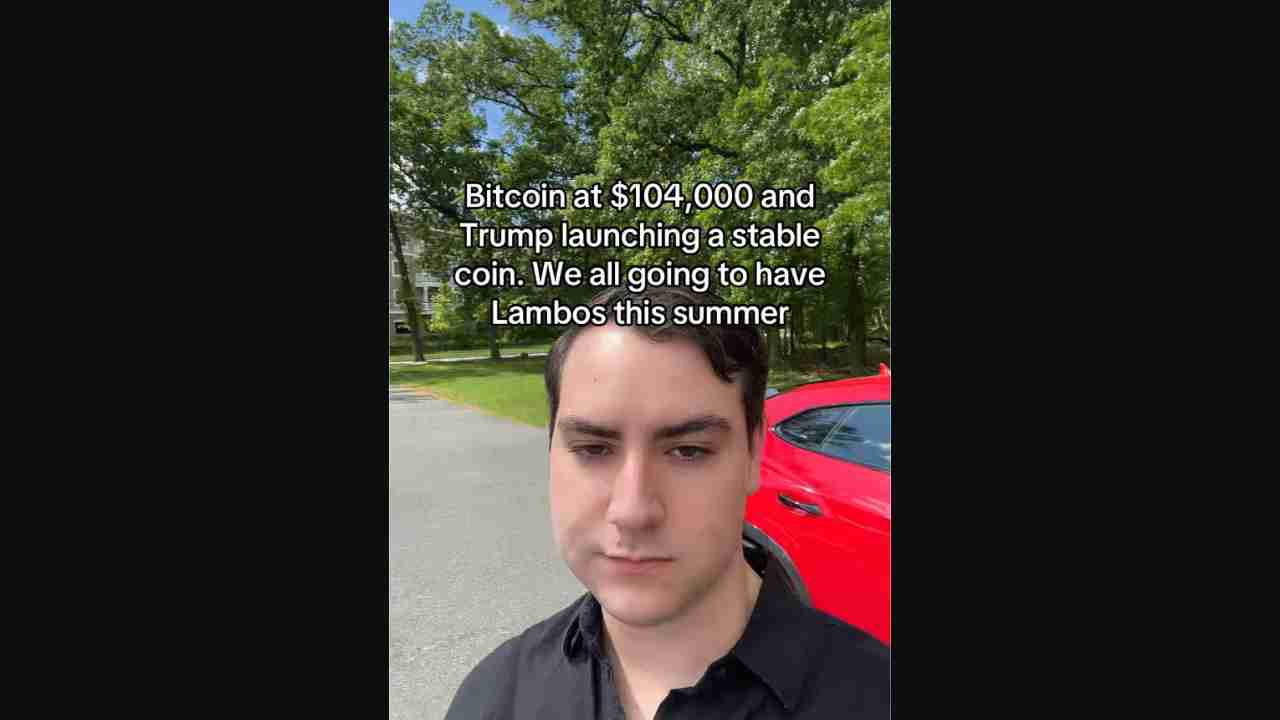 Bitcoin at $104,000 and
Trump launching a stable
coin. We all going to have
Lambos this summer